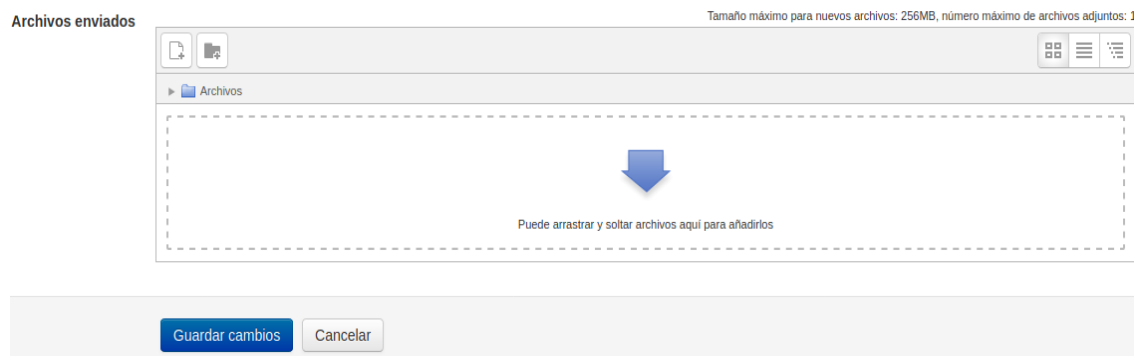 Archivos enviados
Tamaño máximo para nuevos archivos: 256MB, número máximo de archivos adjuntos: 1
Archivos
Puede arrastrar y soltar archivos aquí para añadirlos
Guardar cambios
Cancelar